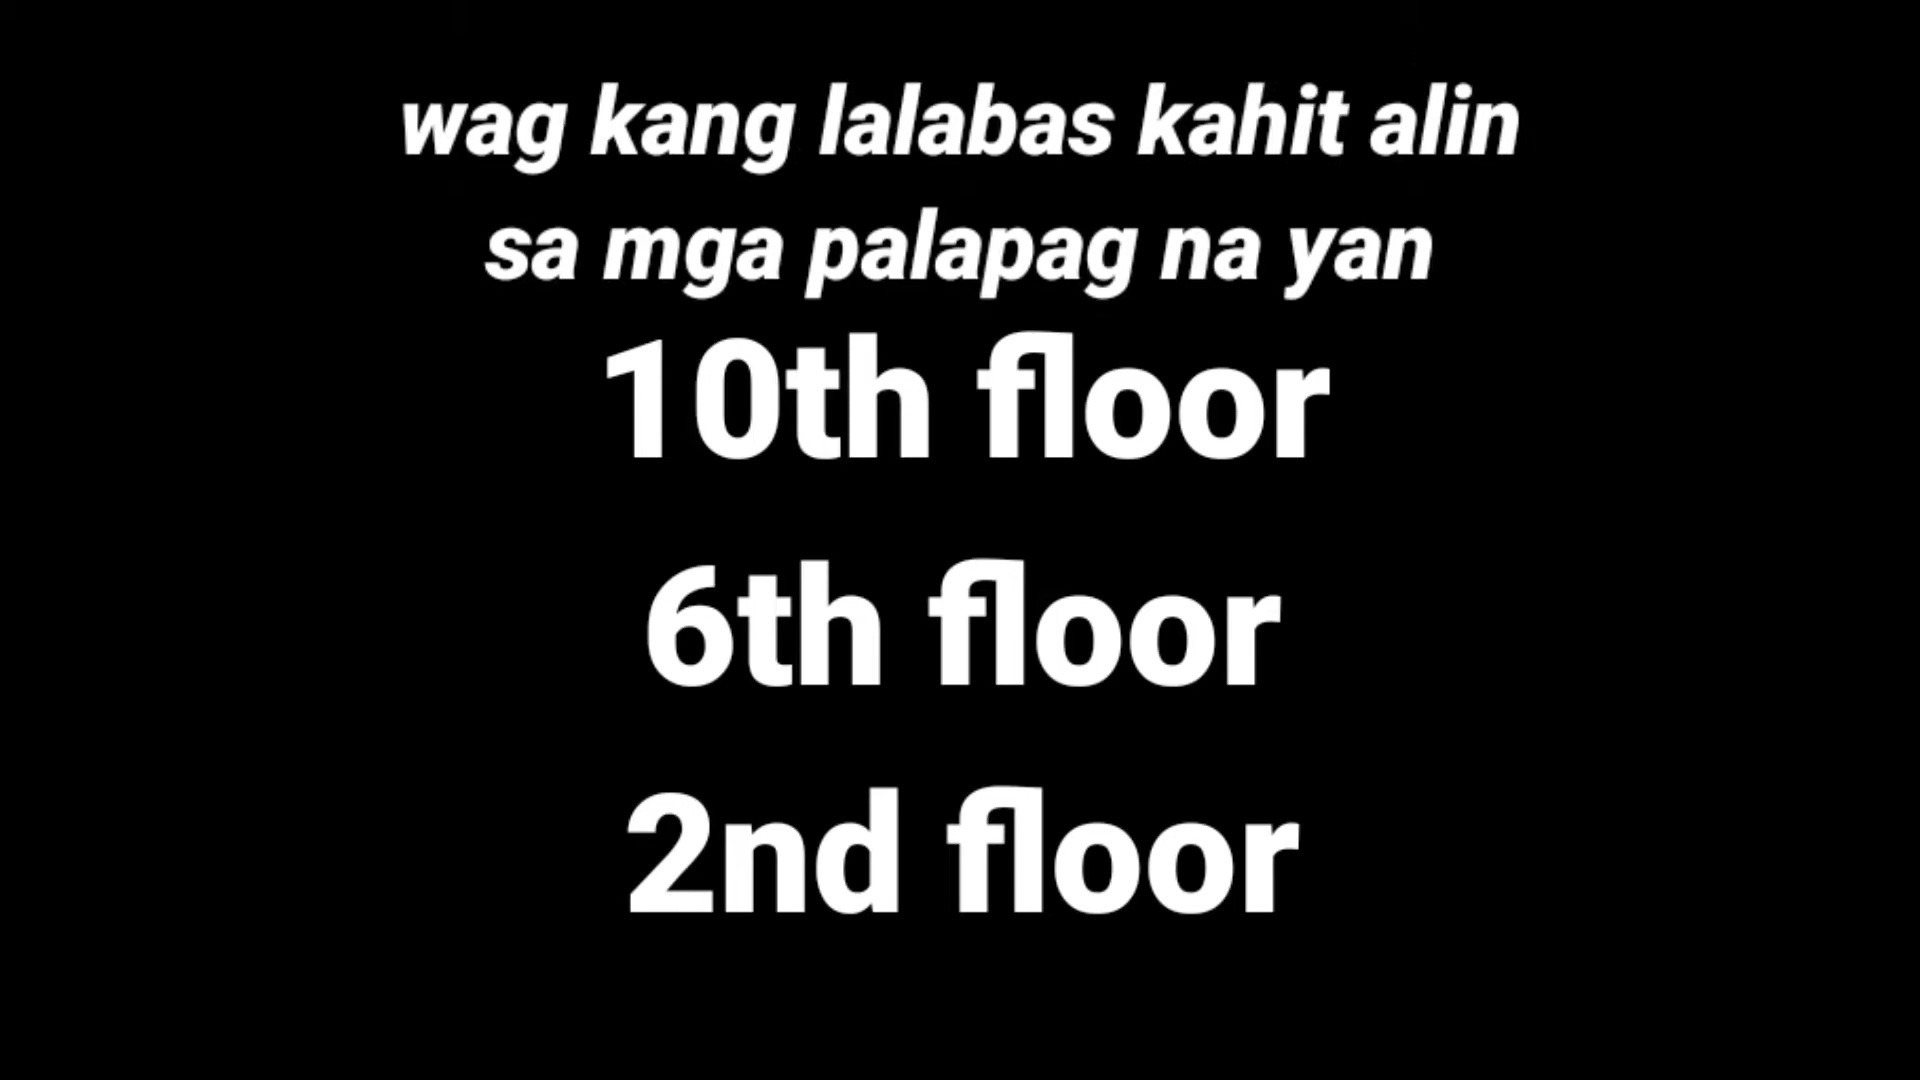 wag kang lalabas kahit alin
sa mga palapag na yan
10th floor
6th floor
2nd floor